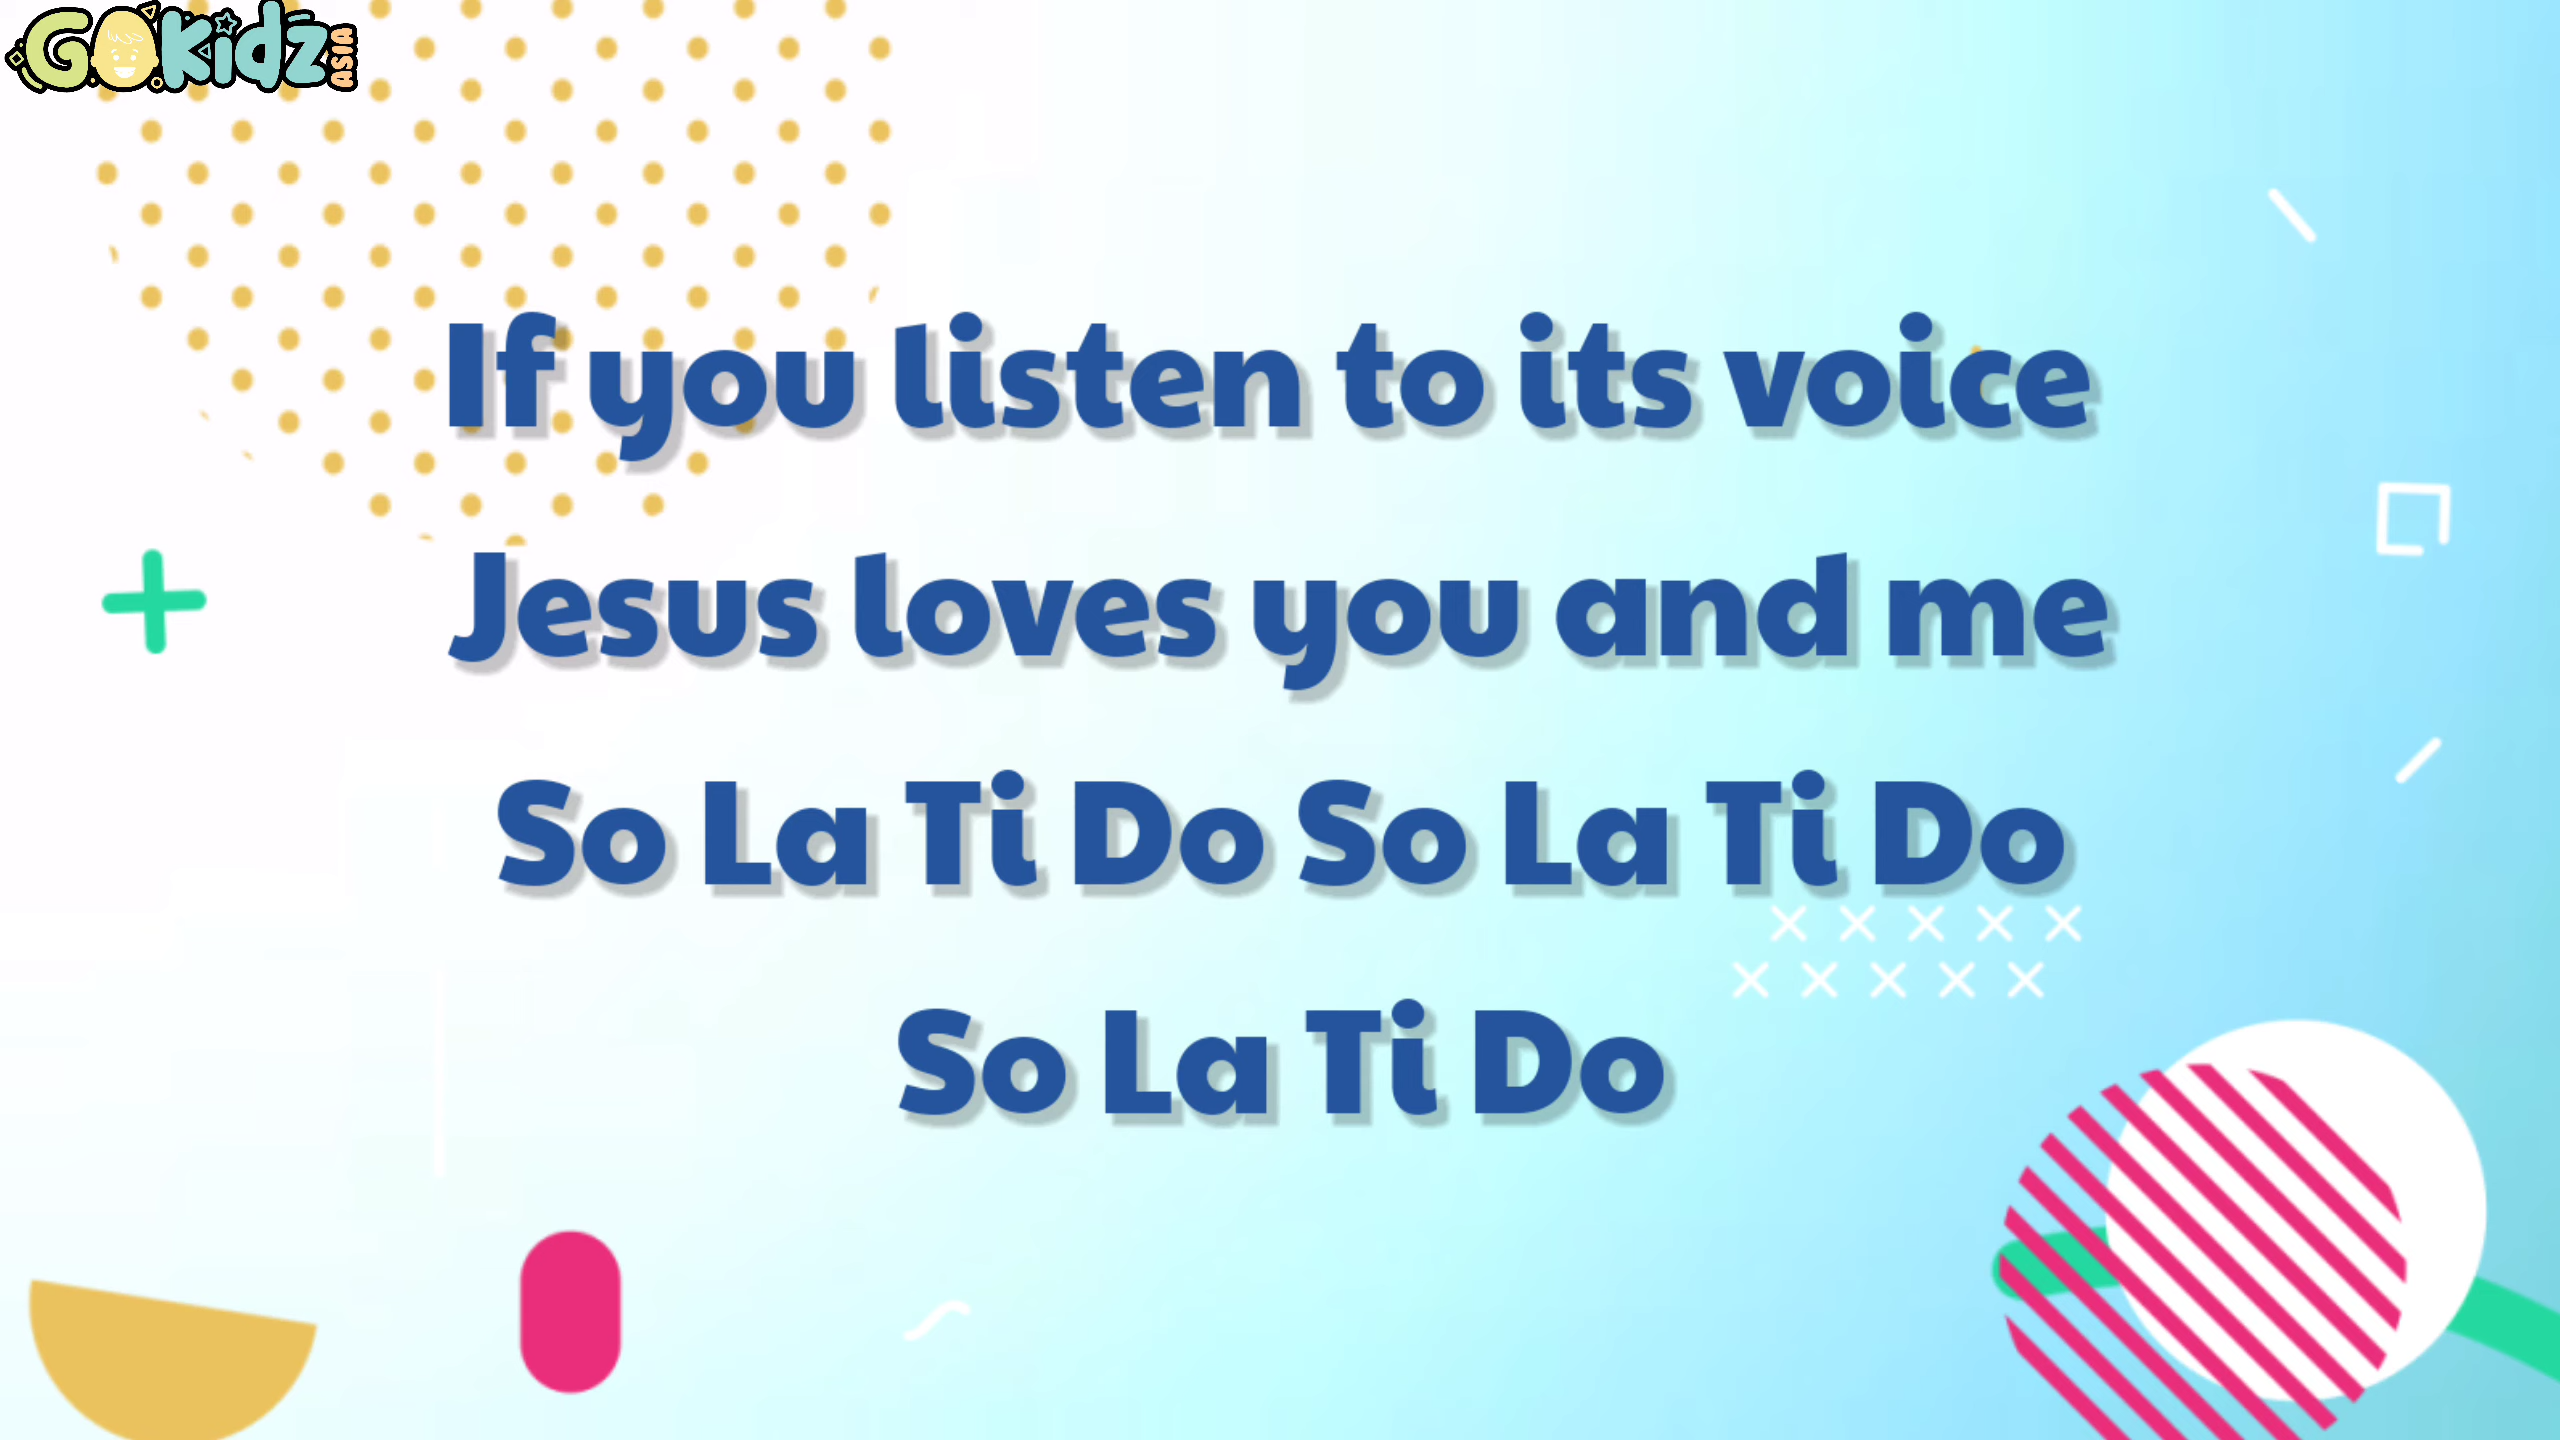 GOKidz ASIA
If you listen to its voice
Jesus loves you and me
So La Ti Do So La Ti Do
So La Ti Do